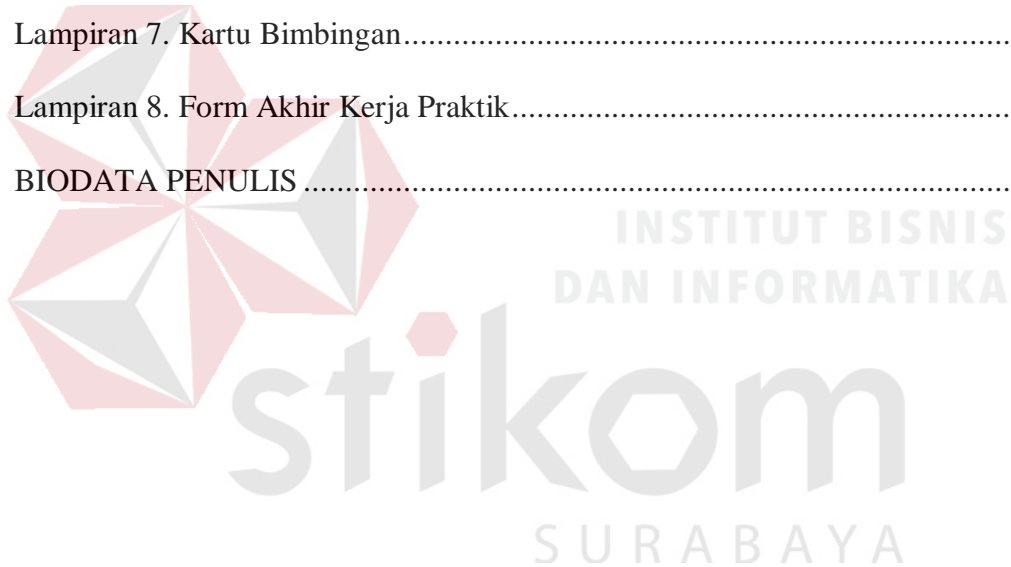 Lampiran 7. Kartu Bimbingan..........................................................................
Lampiran 8. Form Akhir Kerja Praktik.............................................................
BIODATA PENULIS ......................................................................................
INSTITUT BISNIS
DAN INFORMATIKA
stikom
SURABAYA